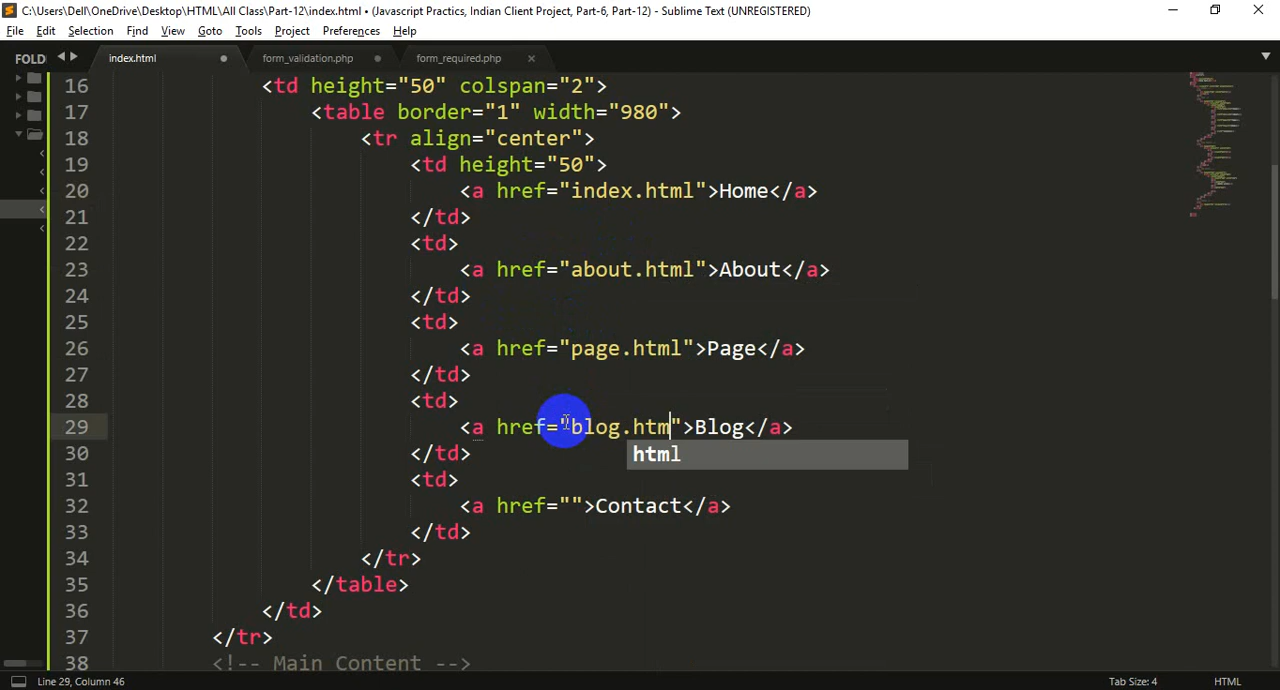 C:\Users\Dell\OneDrive\Desktop\HTML\All Class\Part-12\index.html • (Javascript Practics, Indian Client Project, Part-6, Part-12) - Sublime Text (UNREGISTERED)
File Edit Selection Find View Goto Tools Project Preferences Help
FOLD index.html form_validation.php form_required.php
16 <td height="50" colspan="2">
17 <table border="1" width="980">
18 <tr align="center">
19 <td height="50">
20 <a href="index.html">Home</a>
21 </td>
22 <td>
23 <a href="about.html">About</a>
24 </td>
25 <td>
26 <a href="page.html">Page</a>
27 </td>
28 <td>
29 <a href="blog.htm">Blog</a>
html
30 </td>
31 <td>
32 <a href="">Contact</a>
33 </td>
34 </tr>
35 </table>
36 </td>
37 </tr>
38 <!-- Main Content -->
Line 29, Column 46 Tab Size: 4 HTML